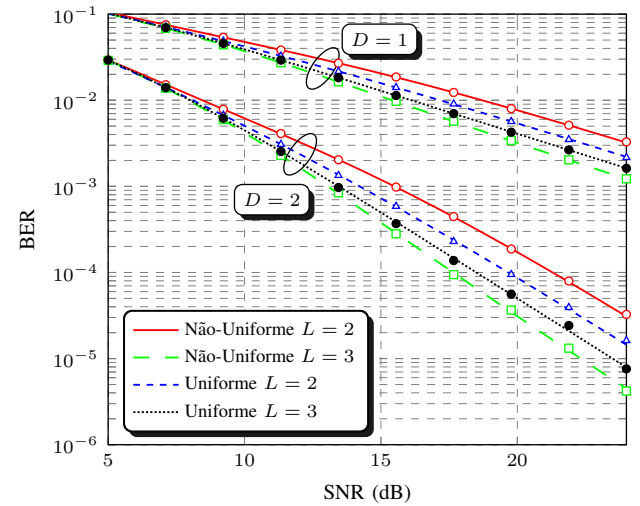 10^{-1}
10^{-2}
10^{-3}
10^{-4}
10^{-5}
10^{-6}
BER
D = 1
D = 2
Não-Uniforme L = 2
Não-Uniforme L = 3
Uniforme L = 2
Uniforme L = 3
5 10 15 20
SNR (dB)